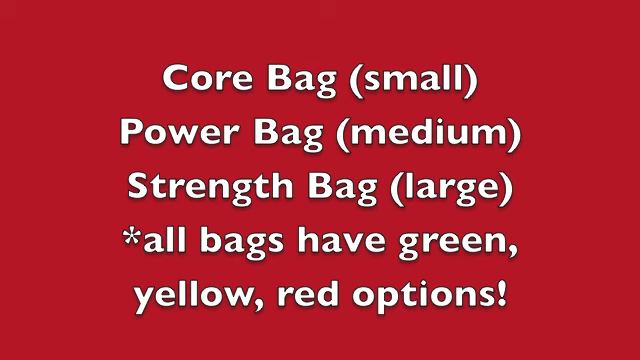 Core Bag (small)
Power Bag (medium)
Strength Bag (large)
*all bags have green,
yellow, red options!